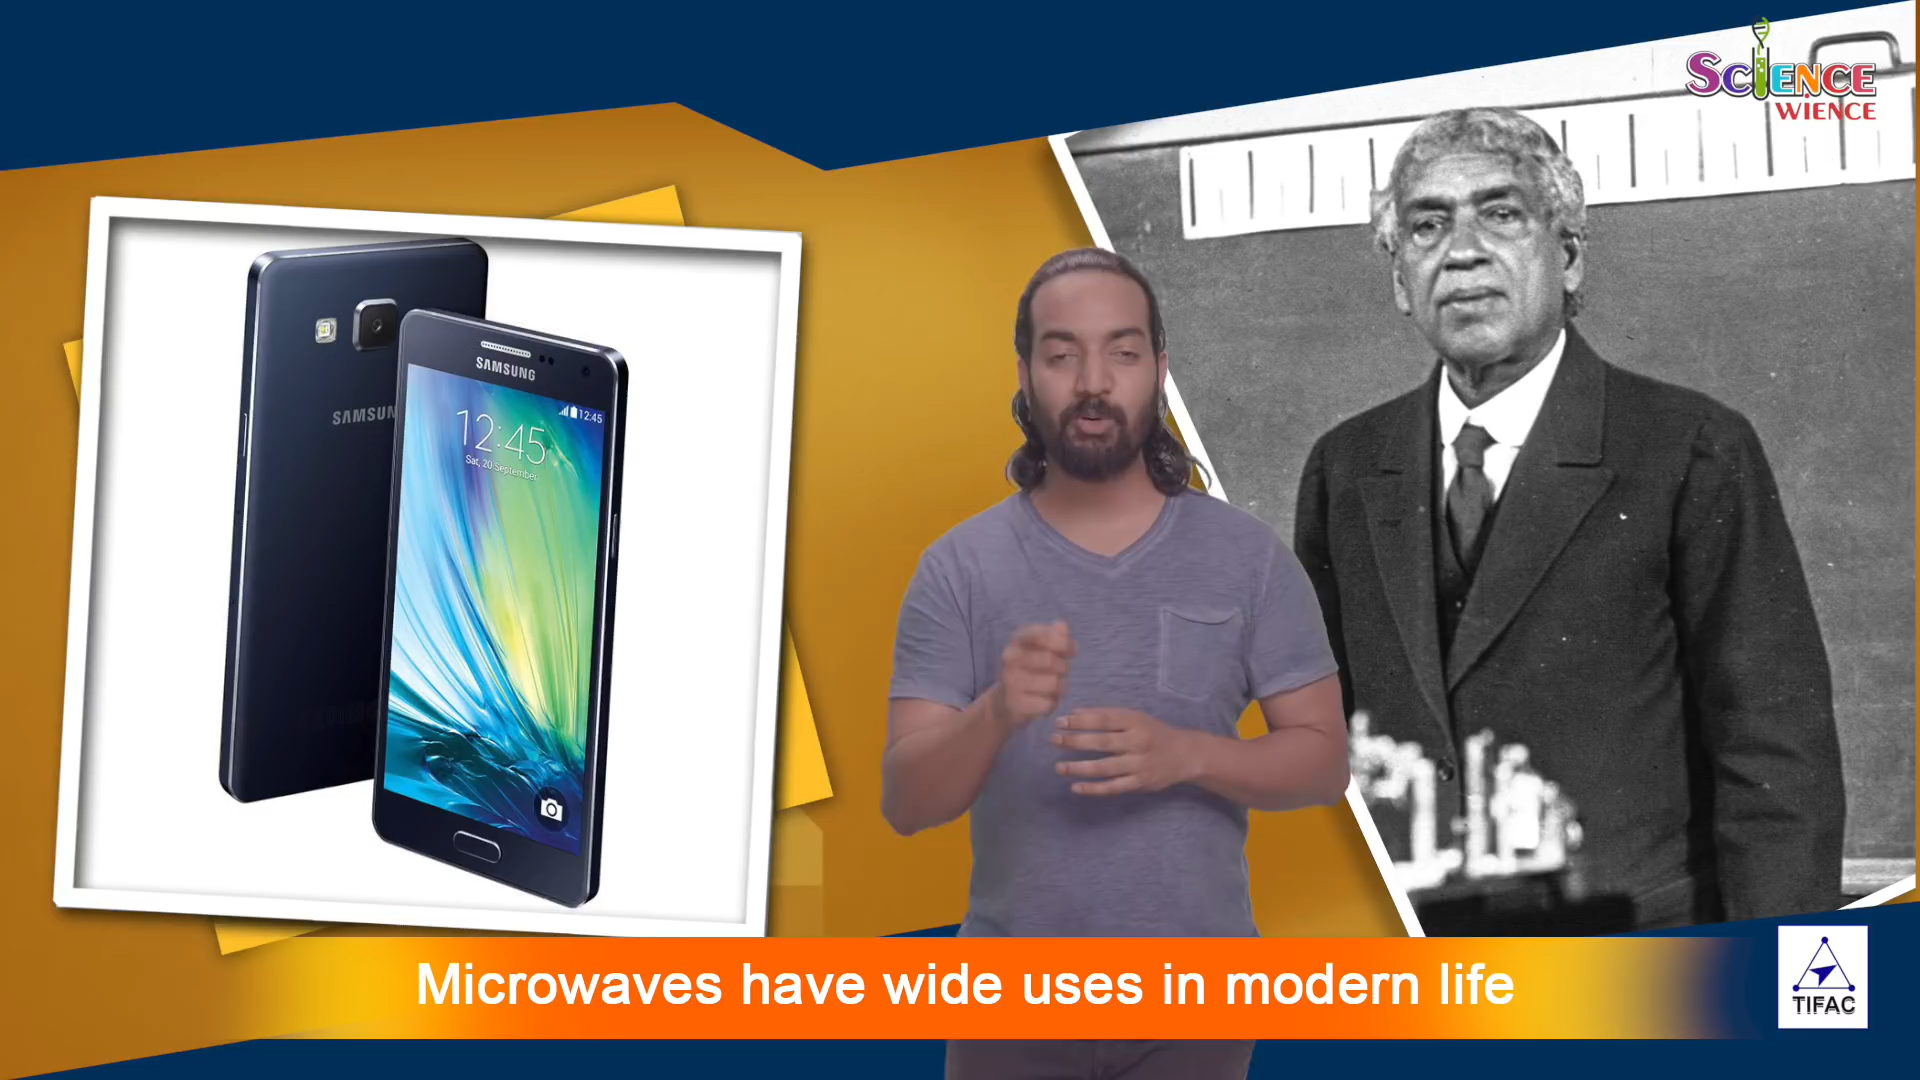 SCIENCE
WIENCE
SAMSUN
SAMSUNG
12:45
12:45
Sat, 20 September
Microwaves have wide uses in modern life
TIFAC